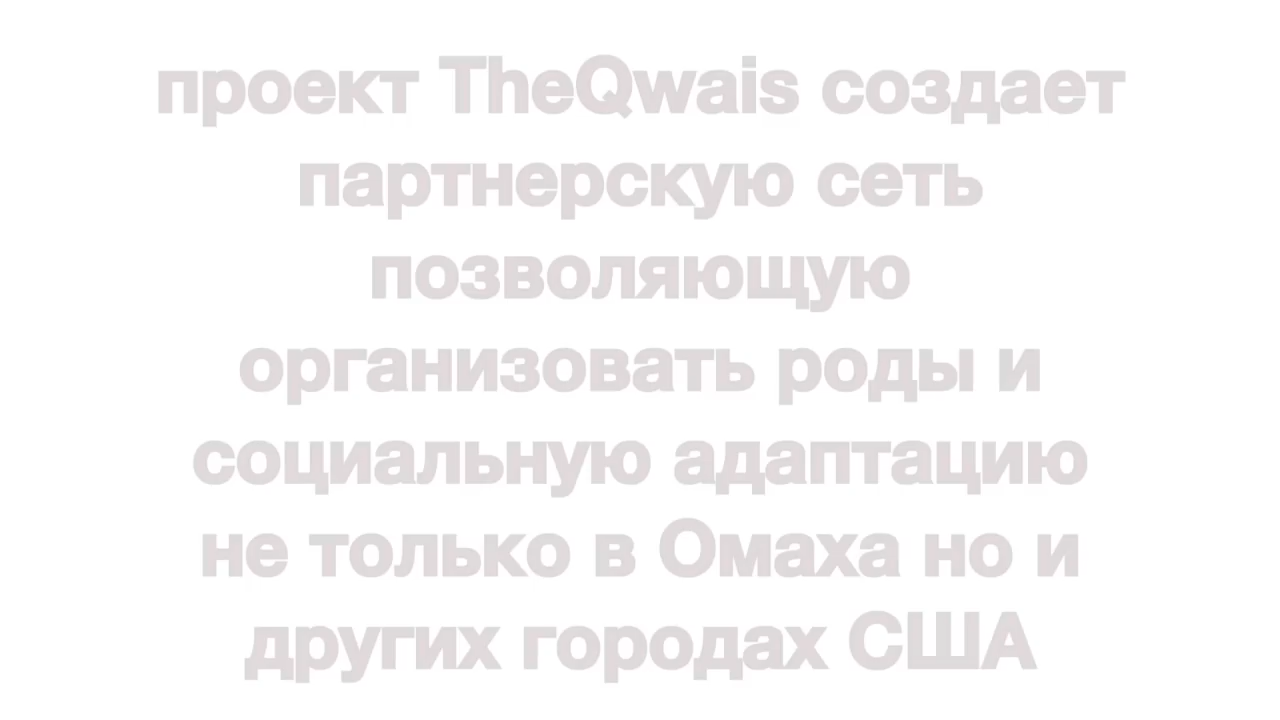 проект TheQwais создает
партнерскую сеть
позволяющую
организовать роды и
социальную адаптацию
не только в Омаха но и
других городах США